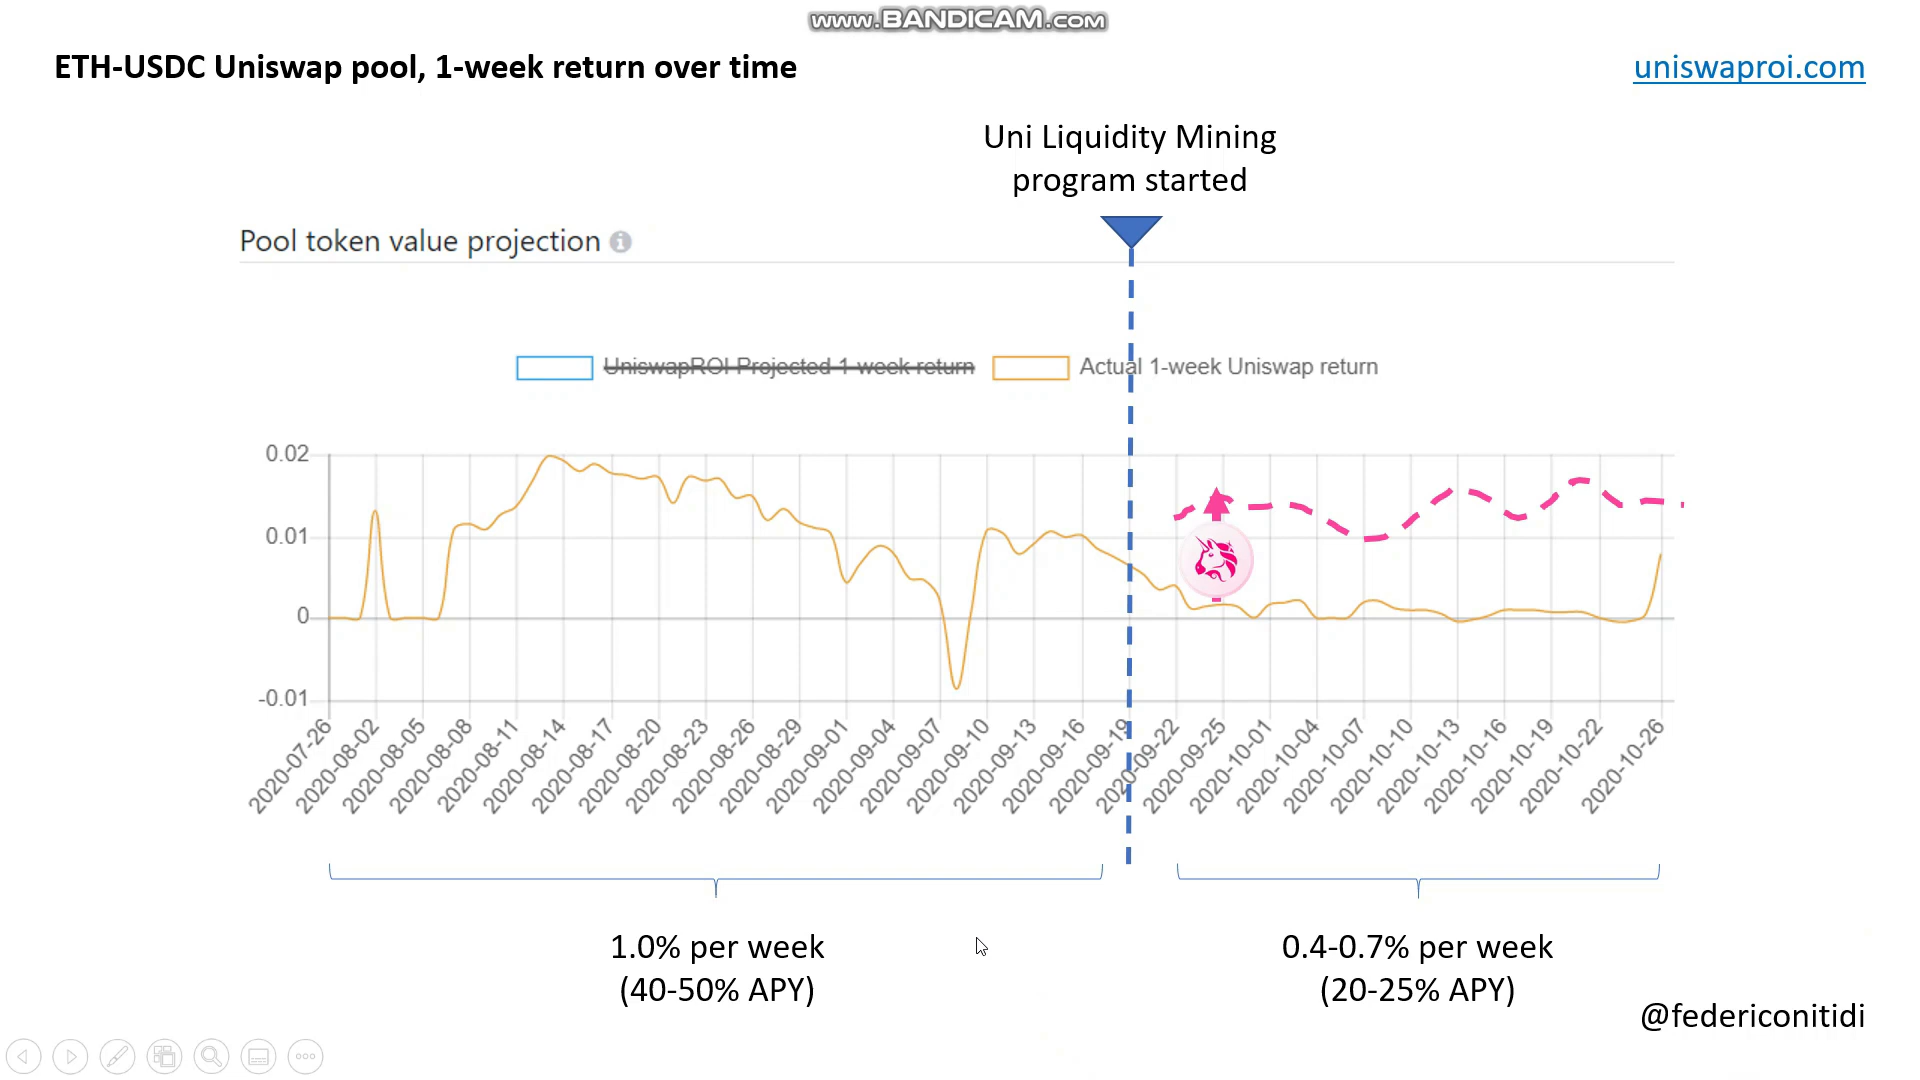 www.BANDICAM.com
ETH-USDC Uniswap pool, 1-week return over time
uniswaproi.com
Uni Liquidity Mining
program started
Pool token value projection
UniswapROI Projected 1-week return
Actual 1-week Uniswap return
0.02
0.01
0
-0.01
2020-07-26
2020-08-02
2020-08-05
2020-08-08
2020-08-11
2020-08-14
2020-08-17
2020-08-20
2020-08-23
2020-08-26
2020-08-29
2020-09-01
2020-09-04
2020-09-07
2020-09-10
2020-09-13
2020-09-16
2020-09-19
2020-09-22
2020-09-25
2020-10-01
2020-10-04
2020-10-07
2020-10-10
2020-10-13
2020-10-16
2020-10-19
2020-10-22
2020-10-26
1.0% per week
(40-50% APY)
0.4-0.7% per week
(20-25% APY)
@federiconitidi